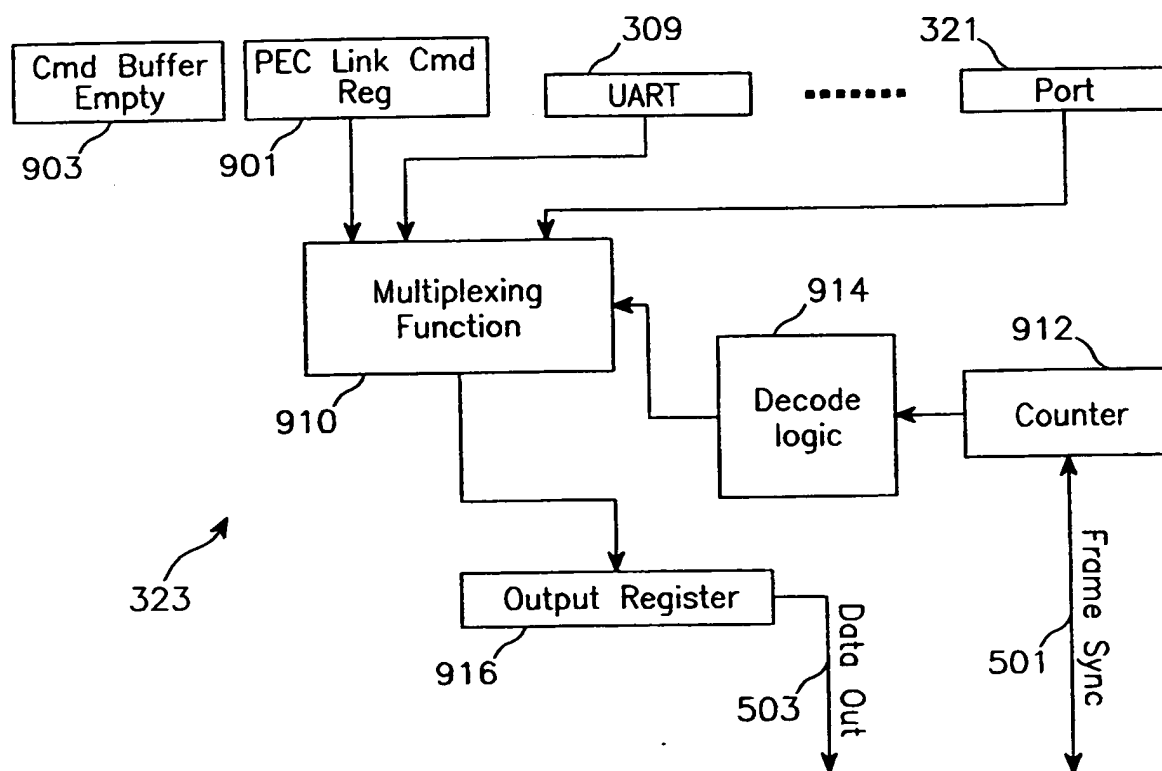 309
321
Cmd Buffer
Empty
PEC Link Cmd
Reg
UART
Port
903
901
Multiplexing
Function
914
912
910
Decode
logic
Counter
323
Output Register
916
503
Data Out
501
Frame Sync